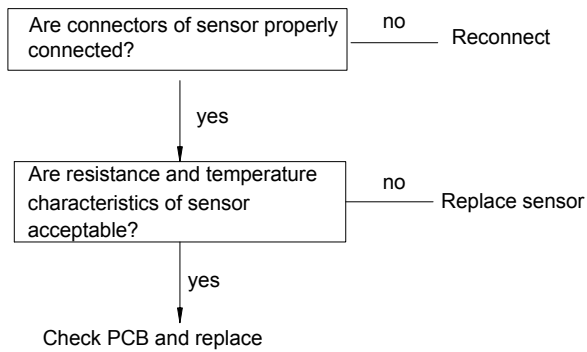 Are connectors of sensor properly
connected?
no
Reconnect
yes
Are resistance and temperature
characteristics of sensor
acceptable?
no
Replace sensor
yes
Check PCB and replace